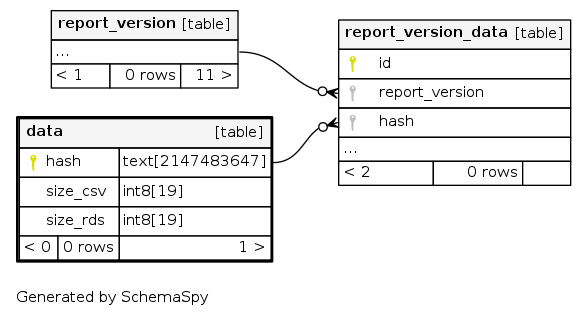 report_version [table]
...
< 1 0 rows 11 >
report_version_data [table]
id
report_version
hash
...
< 2 0 rows
data [table]
hash text[2147483647]
size_csv int8[19]
size_rds int8[19]
< 0 0 rows 1 >
Generated by SchemaSpy